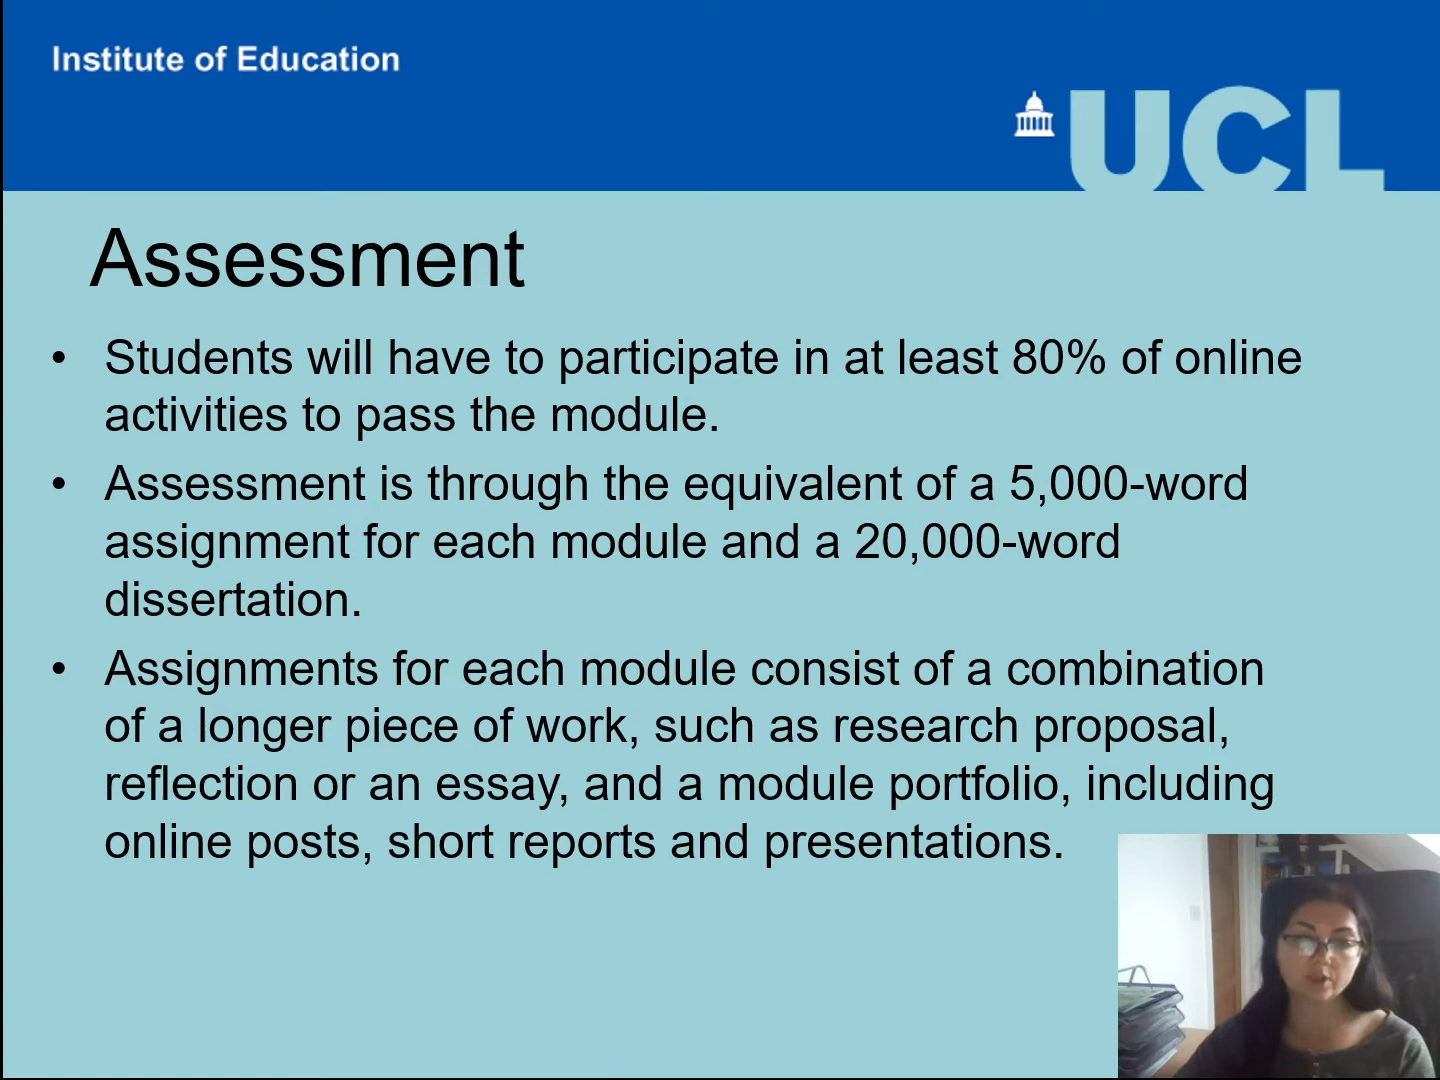 Institute of Education
UCL
Assessment
• Students will have to participate in at least 80% of online
activities to pass the module.
• Assessment is through the equivalent of a 5,000-word
assignment for each module and a 20,000-word
dissertation.
• Assignments for each module consist of a combination
of a longer piece of work, such as research proposal,
reflection or an essay, and a module portfolio, including
online posts, short reports and presentations.